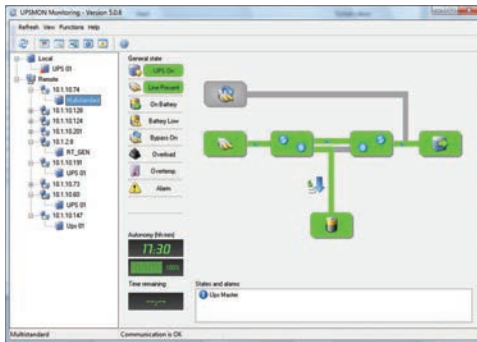 UPSMON Monitoring - Version 5.0.6
Refresh View Functions Help
Local
UPS 01
Remote
10.1.10.74
Multistandard
10.1.10.126
10.1.10.124
10.1.10.201
10.1.2.8
RT_GEN
10.1.10.191
UPS 01
10.1.10.73
10.1.10.60
UPS 01
10.1.10.147
Ups 01
General state
UPS On
Line Present
On Battery
Battery Low
Bypass On
Overload
Overtemp.
Alarm
Autonomy (hh:mm)
17:30
100%
Time remaining
--:--
States and alarms
Ups Master
Multistandard Communication is OK